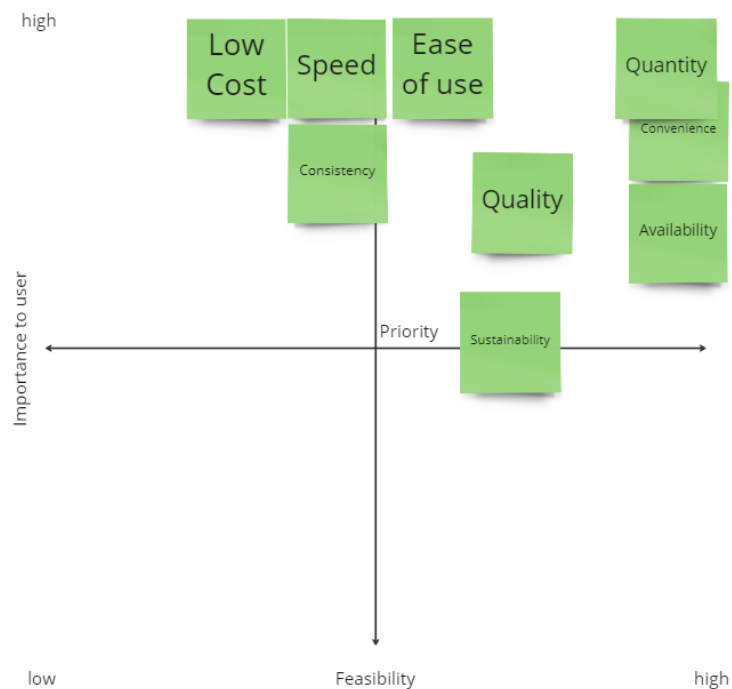 high
Low
Cost
Speed
Ease
of use
Quantity
Convenience
Consistency
Quality
Availability
Importance to user
Priority
Sustainability
low
Feasibility
high